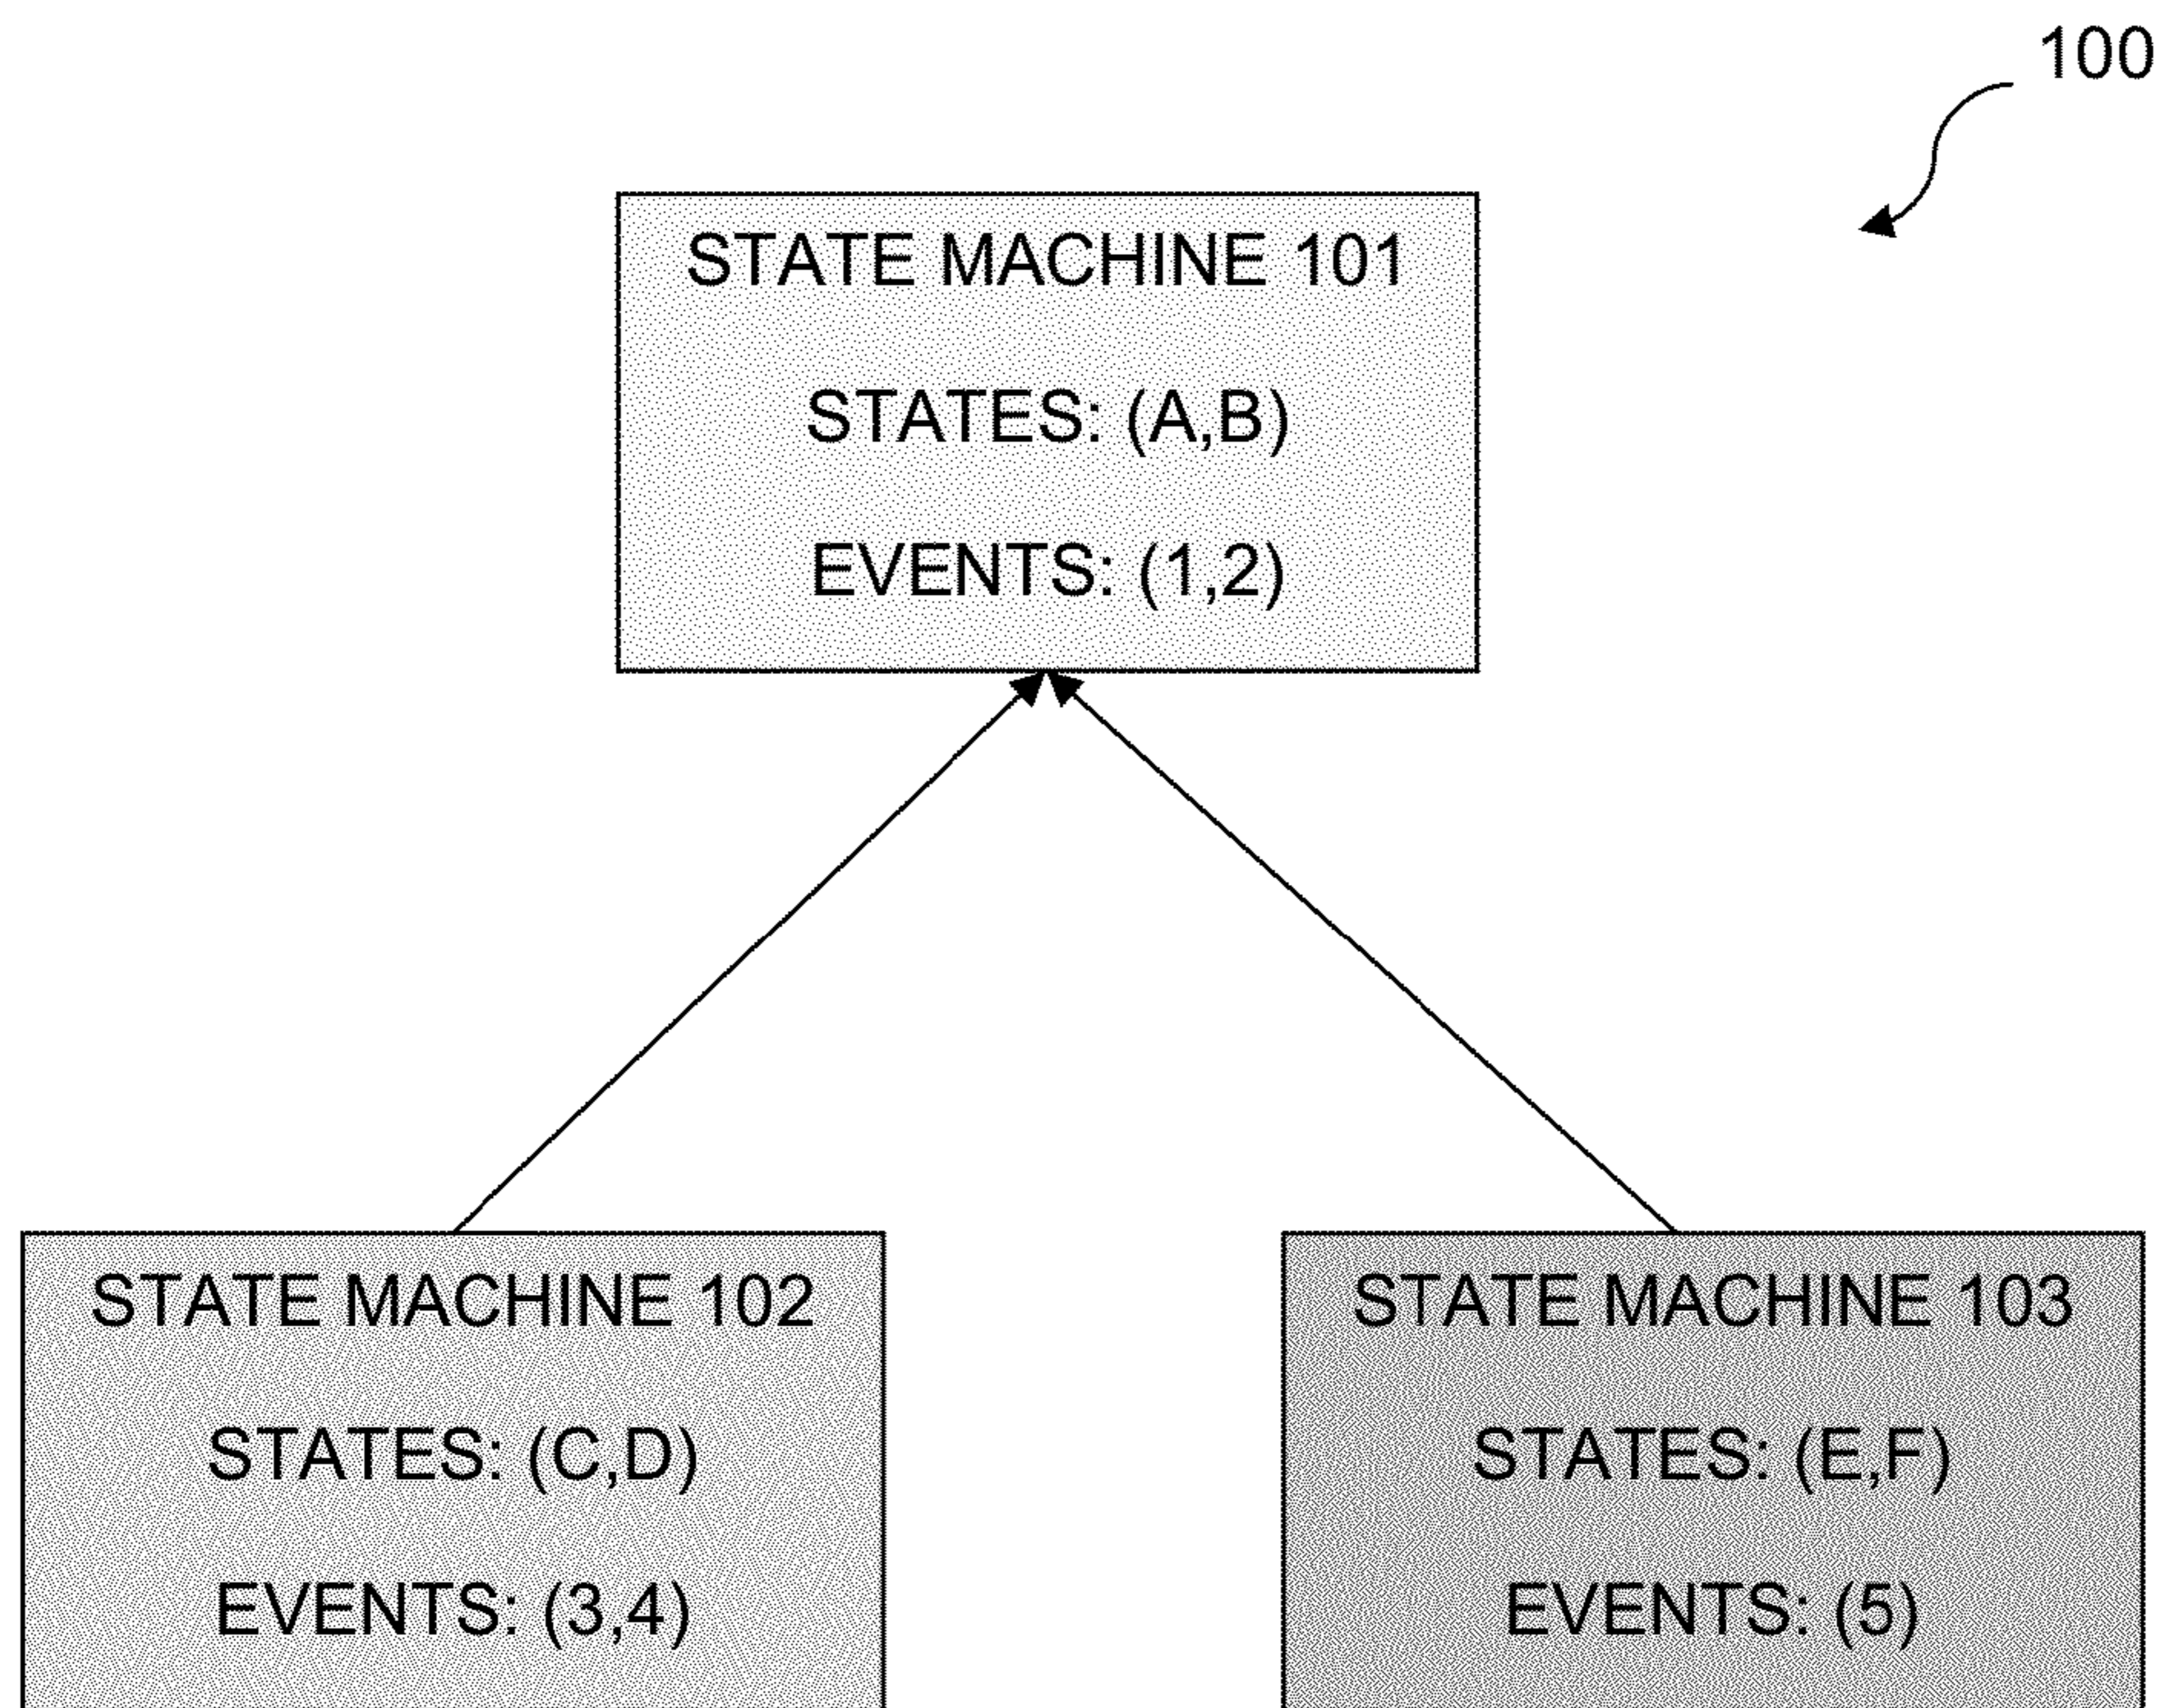 100
STATE MACHINE 101
STATES: (A,B)
EVENTS: (1,2)
STATE MACHINE 102
STATES: (C,D)
EVENTS: (3,4)
STATE MACHINE 103
STATES: (E,F)
EVENTS: (5)